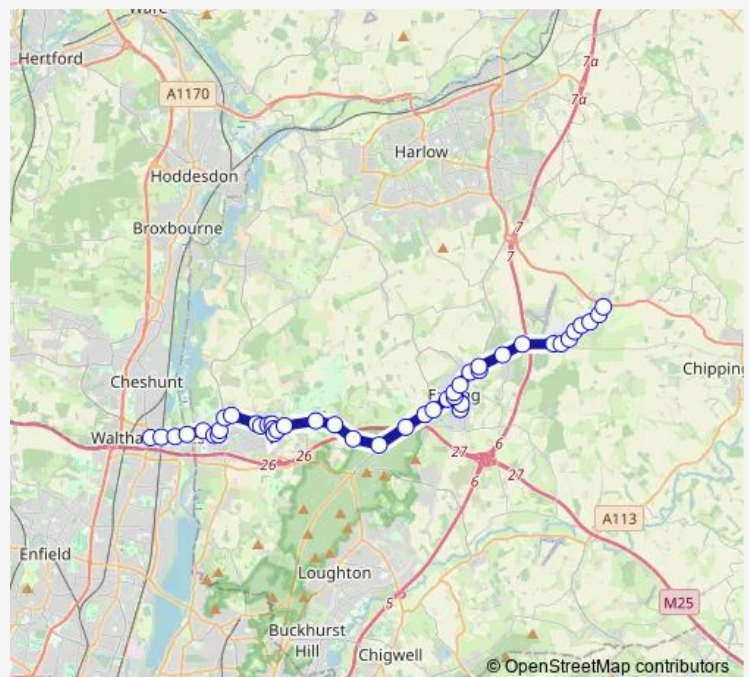 Ware
Hertford
A1170
7a
7a
Harlow
Hoddesdon
Broxbourne
7
7
Cheshunt
Chipping
Waltha
26
26
27
6
6
27
A113
Enfield
Loughton
5
M25
Buckhurst
Hill
Chigwell
© OpenStreetMap contributors